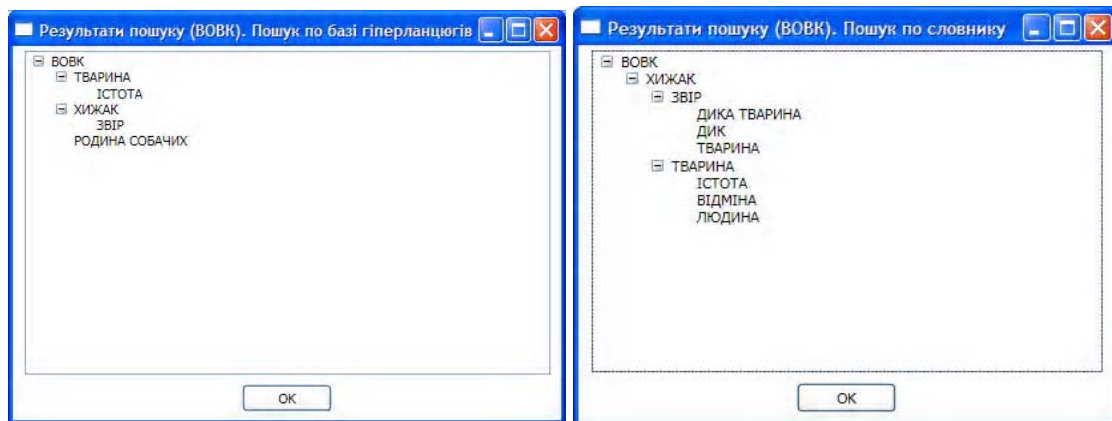 Результати пошуку (ВОВК). Пошук по базі гіперланцюгів
ВОВК
ТВАРИНА
ІСТОТА
ХИЖАК
ЗВІР
РОДИНА СОБАЧИХ
OK
Результати пошуку (ВОВК). Пошук по словнику
ВОВК
ХИЖАК
ЗВІР
ДИКА ТВАРИНА
ДИК
ТВАРИНА
ТВАРИНА
ІСТОТА
ВІДМІНА
ЛЮДИНА
OK